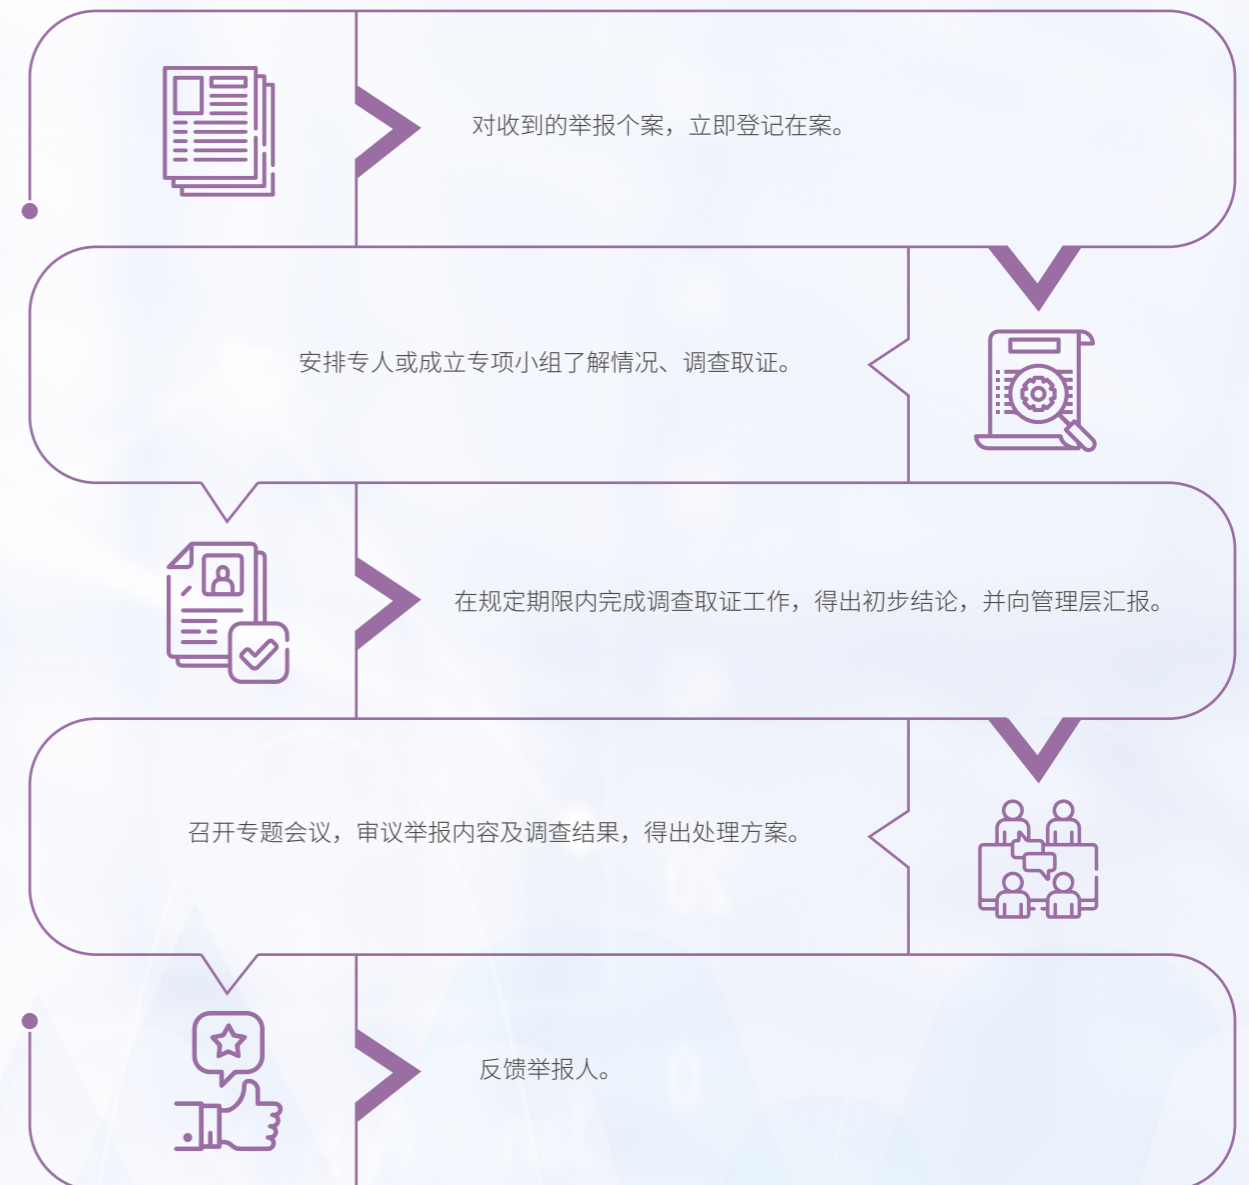 对收到的举报个案，立即登记在案。
安排专人或成立专项小组了解情况、调查取证。
在规定期限内完成调查取证工作，得出初步结论，并向管理层汇报。
召开专题会议，审议举报内容及调查结果，得出处理方案。
反馈举报人。